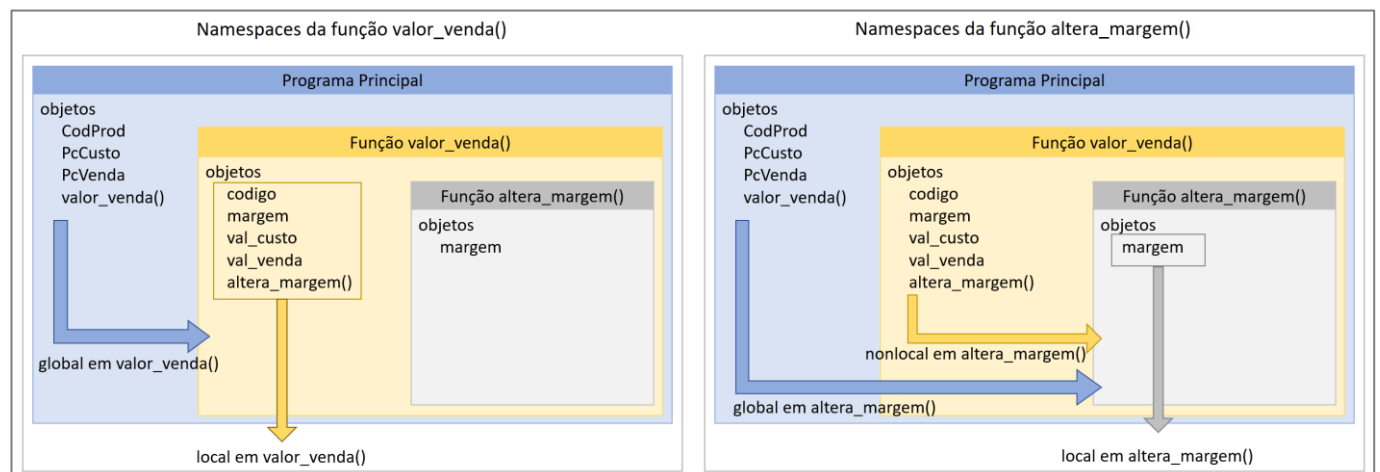 Namespaces da função valor_venda()
Programa Principal
objetos
CodProd
PcCusto
PcVenda
valor_venda()
Função valor_venda()
objetos
codigo
margem
val_custo
val_venda
altera_margem()
Função altera_margem()
objetos
margem
global em valor_venda()
local em valor_venda()
Namespaces da função altera_margem()
Programa Principal
objetos
CodProd
PcCusto
PcVenda
valor_venda()
Função valor_venda()
objetos
codigo
margem
val_custo
val_venda
altera_margem()
Função altera_margem()
objetos
margem
nonlocal em altera_margem()
global em altera_margem()
local em altera_margem()